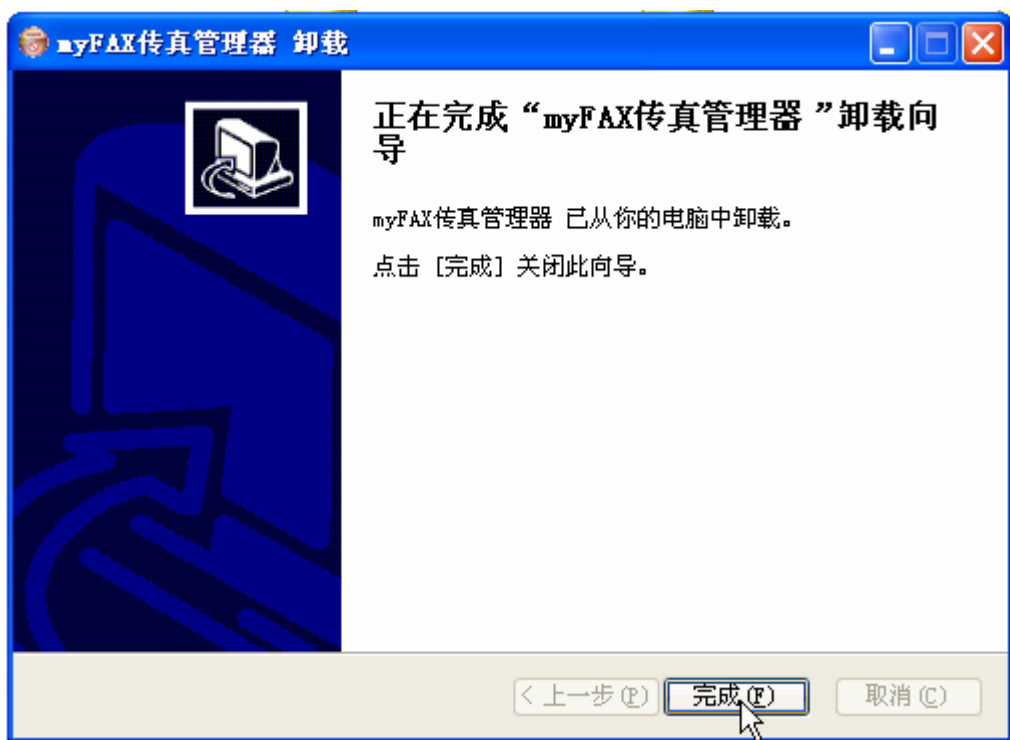 myFAX传真管理器 卸载
正在完成“myFAX传真管理器 ”卸载向
导
myFAX传真管理器 已从你的电脑中卸载。
点击 [完成] 关闭此向导。
< 上一步(P) 完成(F) 取消(C)